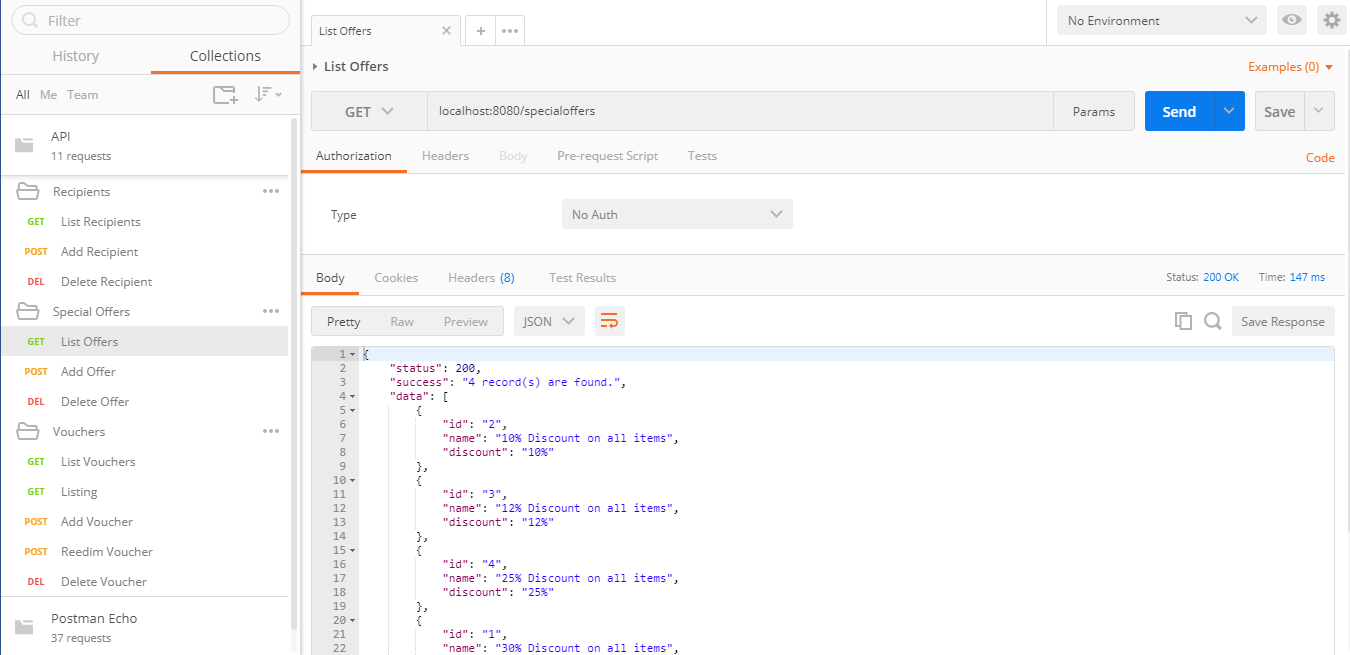 Filter
History Collections
All Me Team
API
11 requests
Recipients
GET List Recipients
POST Add Recipient
DEL Delete Recipient
Special Offers
GET List Offers
POST Add Offer
DEL Delete Offer
Vouchers
GET List Vouchers
GET Listing
POST Add Voucher
POST Reedim Voucher
DEL Delete Voucher
Postman Echo
37 requests
List Offers
No Environment
List Offers
Examples (0)
GET localhost:8080/specialoffers Params Send Save
Authorization Headers Body Pre-request Script Tests Code
Type No Auth
Body Cookies Headers (8) Test Results Status: 200 OK Time: 147 ms
Pretty Raw Preview JSON Save Response
1 {
2 "status": 200,
3 "success": "4 record(s) are found.",
4 "data": [
5 {
6 "id": "2",
7 "name": "10% Discount on all items",
8 "discount": "10%"
9 },
10 {
11 "id": "3",
12 "name": "12% Discount on all items",
13 "discount": "12%"
14 },
15 {
16 "id": "4",
17 "name": "25% Discount on all items",
18 "discount": "25%"
19 },
20 {
21 "id": "1",
22 "name": "30% Discount on all items",